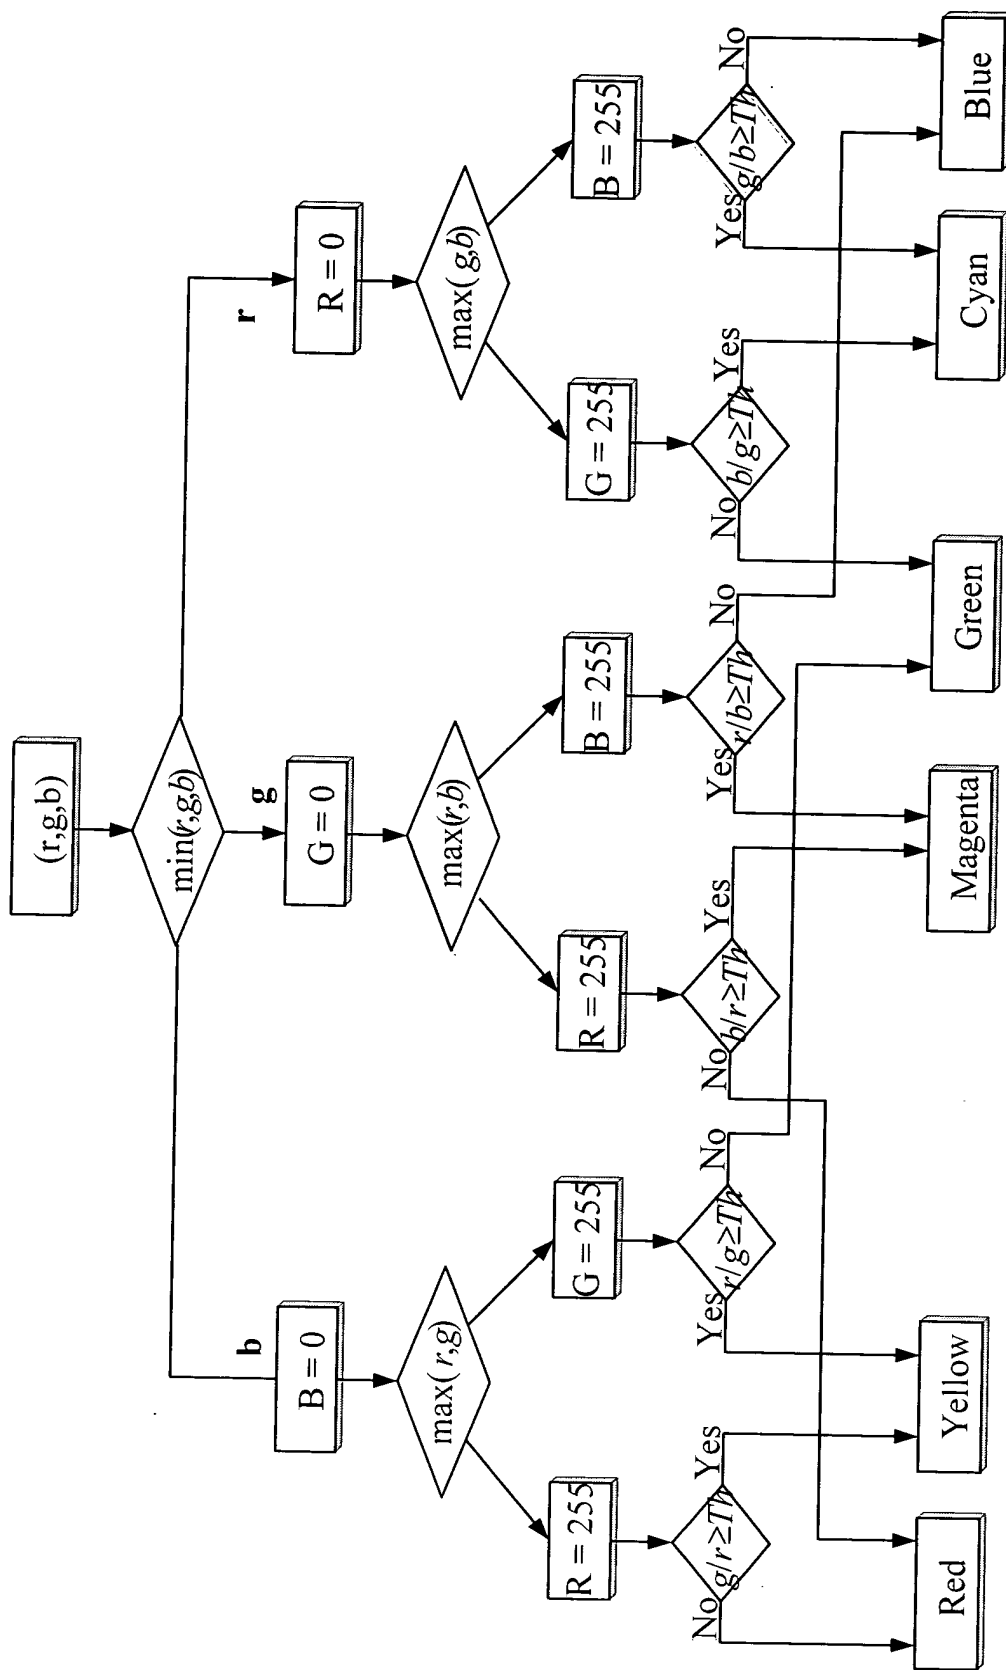 (r,g,b)
min(r,g,b)
b
g
r
B = 0
G = 0
R = 0
max(r,g)
max(r,b)
max(g,b)
R = 255
G = 255
R = 255
B = 255
G = 255
B = 255
No
g/r≥Th
Yes
Yes
r/g≥Th
No
No
b/r≥Th
Yes
Yes
r/b≥Th
No
No
b/g≥Th
Yes
Yes
g/b≥Th
No
Red
Yellow
Magenta
Green
Cyan
Blue